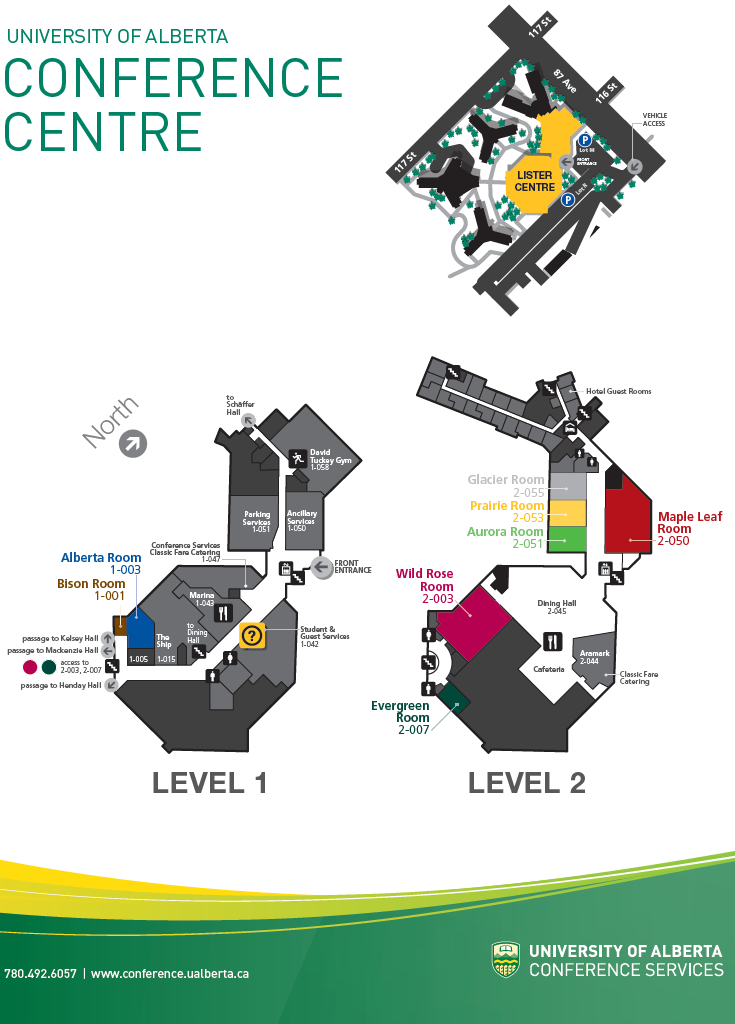 UNIVERSITY OF ALBERTA
CONFERENCE
CENTRE
117 St
87 Ave
116 St
VEHICLE
ACCESS
P
Lot M
FRONT
ENTRANCE
117 St
LISTER
CENTRE
P
Lot R
North
to
Schäffer
Hall
David
Tuckey Gym
1-058
Parking
Services
1-051
Ancillary
Services
1-050
Conference Services
Classic Fare Catering
1-047
FRONT
ENTRANCE
Alberta Room
1-003
Bison Room
1-001
Marina
1-043
to
Dining
Hall
?
Student &
Guest Services
1-042
The
Ship
1-005
1-015
passage to Kelsey Hall
passage to Mackenzie Hall
access to
2-003, 2-007
passage to Henday Hall
LEVEL 1
Hotel Guest Rooms
Glacier Room
2-055
Prairie Room
2-053
Aurora Room
2-051
Maple Leaf
Room
2-050
Wild Rose
Room
2-003
Dining Hall
2-045
Cafeteria
Aramark
2-044
Classic Fare
Catering
Evergreen
Room
2-007
LEVEL 2
780.492.6057 | www.conference.ualberta.ca
UNIVERSITY OF ALBERTA
CONFERENCE SERVICES